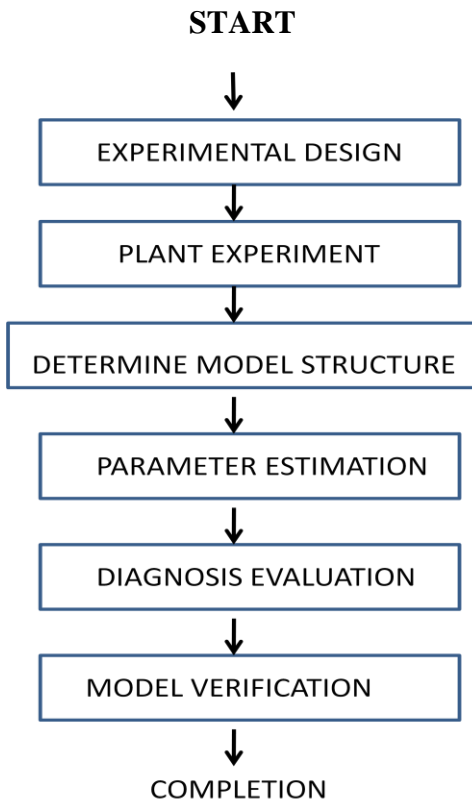 START
EXPERIMENTAL DESIGN
PLANT EXPERIMENT
DETERMINE MODEL STRUCTURE
PARAMETER ESTIMATION
DIAGNOSIS EVALUATION
MODEL VERIFICATION
COMPLETION